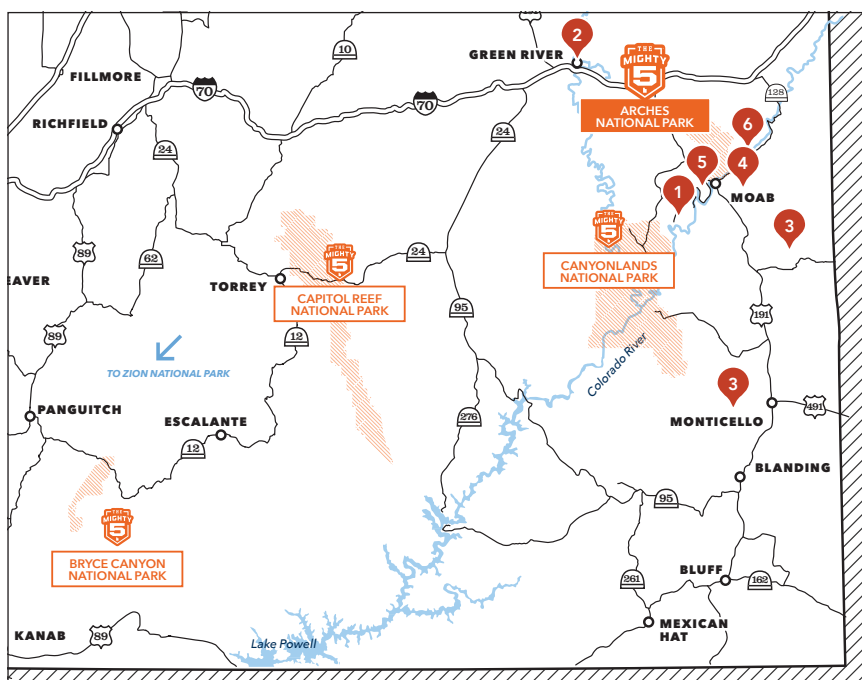 191
10
2
GREEN RIVER
THE
MIGHTY
5
FILLMORE
70
70
ARCHES
NATIONAL PARK
128
RICHFIELD
24
24
6
5
4
MOAB
1
3
89
62
EAVER
TORREY
THE
MIGHTY
5
24
CAPITOL REEF
NATIONAL PARK
THE
MIGHTY
5
CANYONLANDS
NATIONAL PARK
95
191
12
89
TO ZION NATIONAL PARK
Colorado River
3
PANGUITCH
ESCALANTE
276
MONTICELLO
491
12
BLANDING
95
THE
MIGHTY
5
BRYCE CANYON
NATIONAL PARK
BLUFF
261
162
KANAB
89
Lake Powell
MEXICAN
HAT